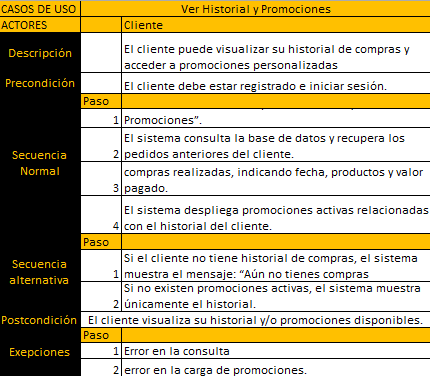 CASOS DE USO Ver Historial y Promociones
ACTORES Cliente
Descripción El cliente puede visualizar su historial de compras y
acceder a promociones personalizadas
Precondición El cliente debe estar registrado e iniciar sesión.
Secuencia
Normal
Paso
1 Promociones”.
2 El sistema consulta la base de datos y recupera los
pedidos anteriores del cliente.
3 compras realizadas, indicando fecha, productos y valor
pagado.
4 El sistema despliega promociones activas relacionadas
con el historial del cliente.
Secuencia
alternativa
Paso
1 Si el cliente no tiene historial de compras, el sistema
muestra el mensaje: “Aún no tienes compras
2 Si no existen promociones activas, el sistema muestra
únicamente el historial.
Postcondición El cliente visualiza su historial y/o promociones disponibles.
Exepciones
Paso
1 Error en la consulta
2 error en la carga de promociones.